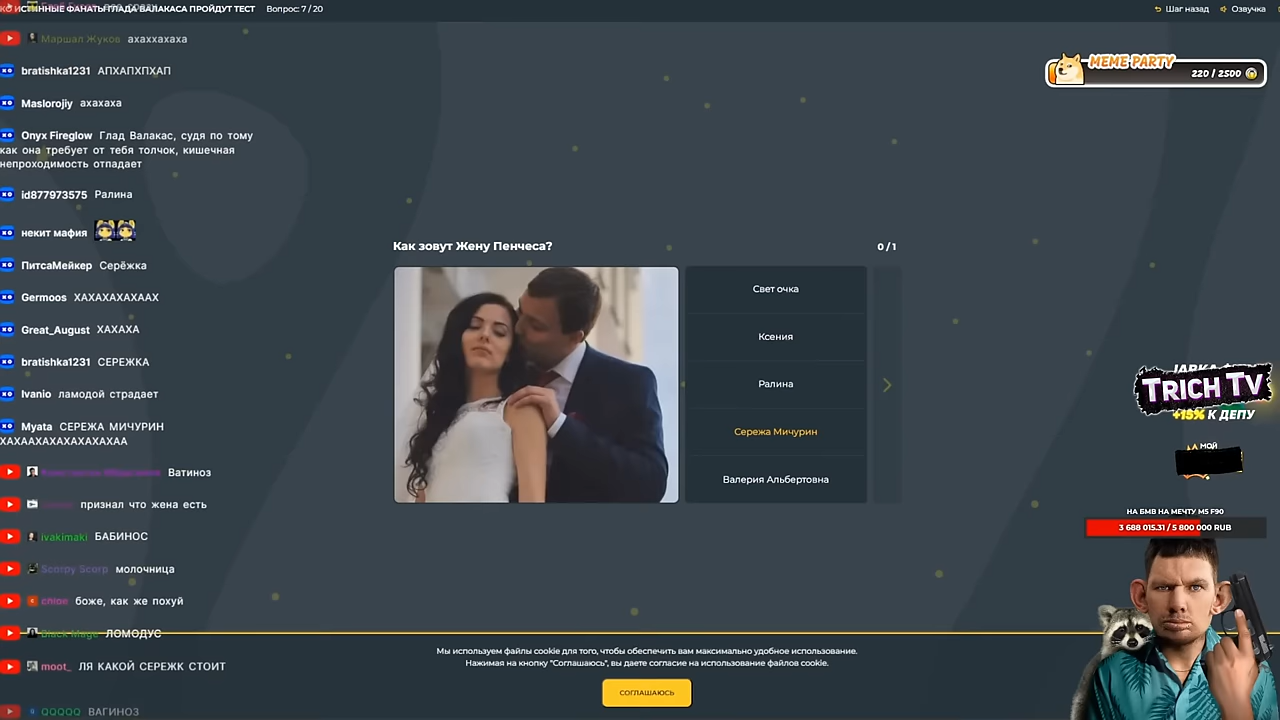 ИСТИННЫЕ ФАНАТЫ ГЛАДА ВАЛАКАСА ПРОЙДУТ ТЕСТ Вопрос: 7 / 20
Шаг назад Озвучка
Маршал Жуков ахаххахаха
bratishka1231 АПХАПХПХАП
Maslorojiy ахахаха
Onyx Fireglow Глад Валакас, судя по тому
как она требует от тебя толчок, кишечная
непроходимость отпадает
id877973575 Ралина
некит мафия
ПитсаМейкер Серёжка
Germoos ХАХАХАХАХААХ
Great_August ХАХАХА
bratishka1231 СЕРЕЖКА
Ivanio ламодой страдает
Myata СЕРЕЖА МИЧУРИН
ХАХААХАХАХАХАХАХАА
Ватиноз
признал что жена есть
ivakimaki БАБИНОС
Scorpy Scorp молочница
chloe боже, как же похуй
Black Mage ЛОМОДУС
moot_ ЛЯ КАКОЙ СЕРЕЖК СТОИТ
QQQQQ ВАГИНОЗ
MEME PARTY
220 / 2500
Как зовут Жену Пенчеса?
0 / 1
Свет очка
Ксения
Ралина
Сережа Мичурин
Валерия Альбертовна
TRICH TV
+15% К ДЕПУ
МОЙ
НА БМВ НА МЕЧТУ M5 F90
3 688 015.31 / 5 800 000 RUB
Мы используем файлы cookie для того, чтобы обеспечить вам максимально удобное использование.
Нажимая на кнопку "Соглашаюсь", вы даете согласие на использование файлов cookie.
СОГЛАШАЮСЬ